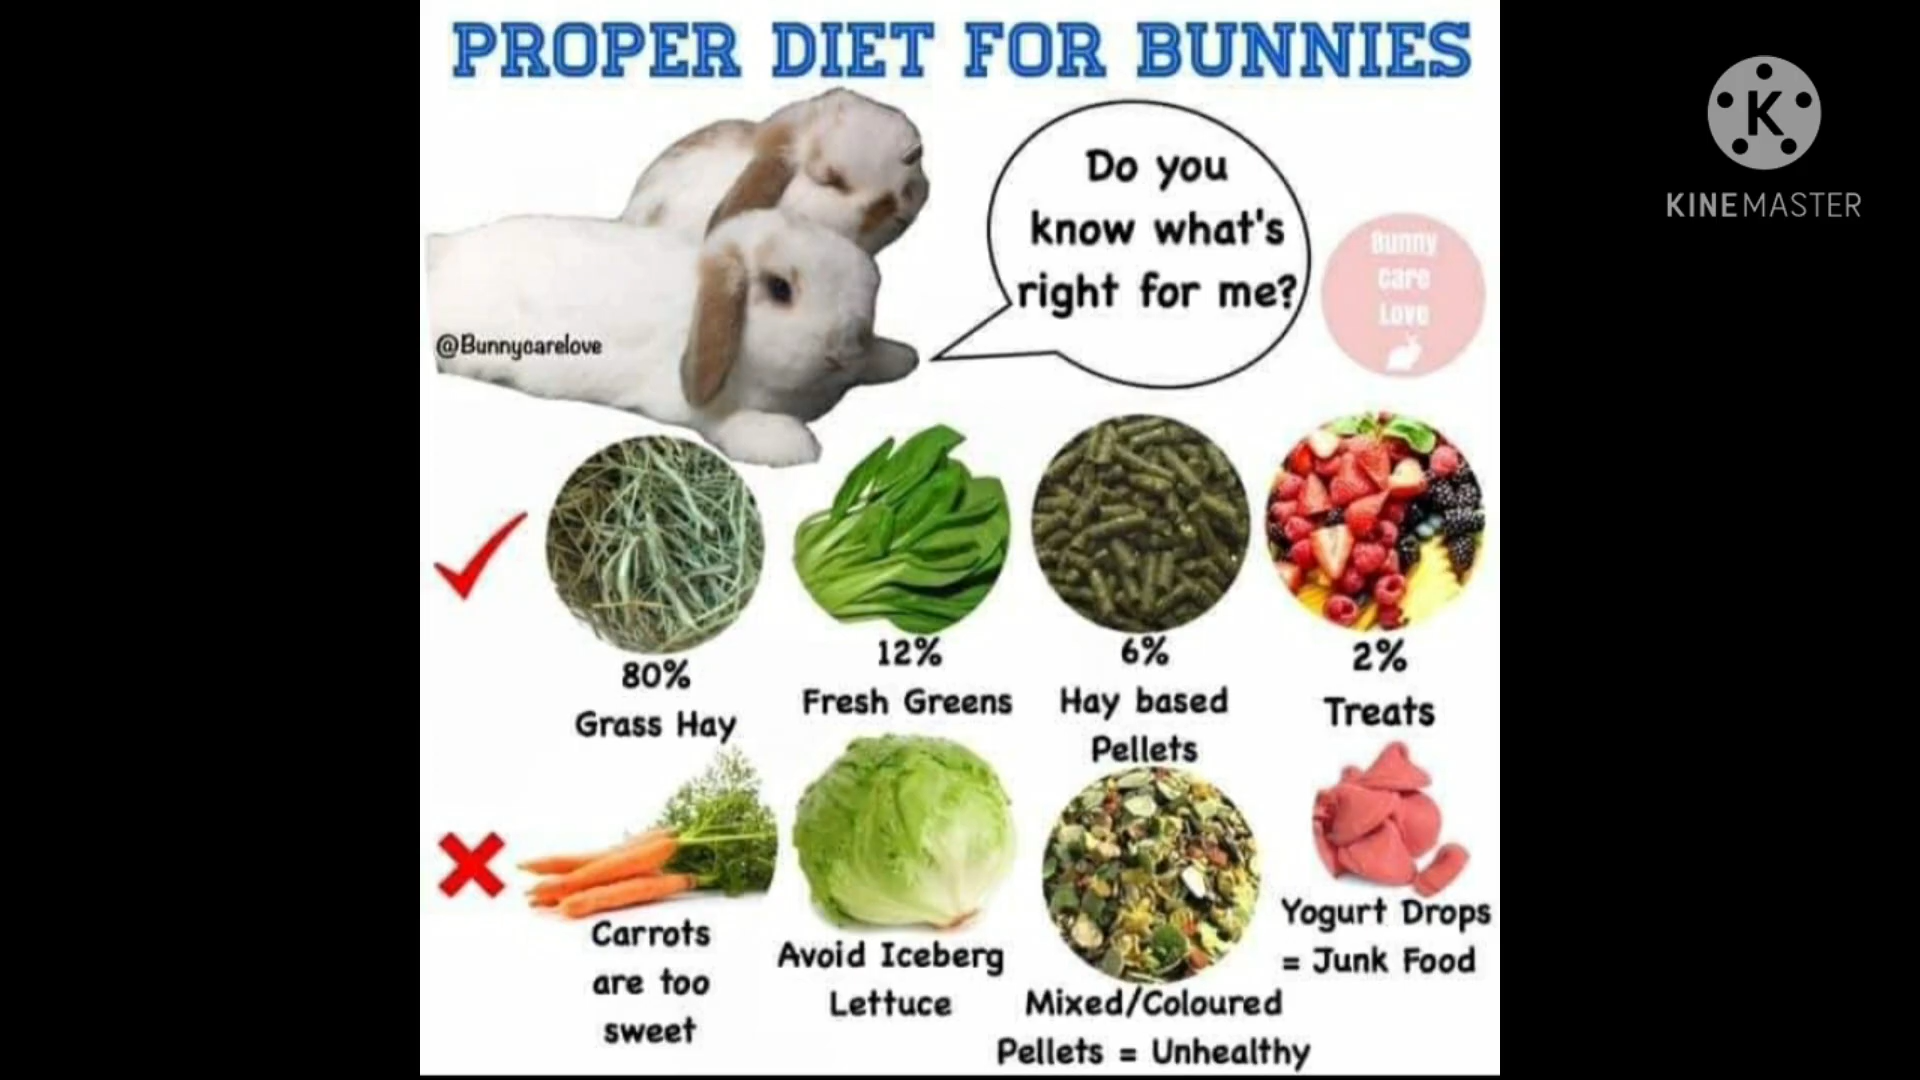 PROPER DIET FOR BUNNIES
Do you
know what's
right for me?
Bunny
care
Love
@Bunnycarelove
K
KINEMASTER
80%
Grass Hay
12%
Fresh Greens
6%
Hay based
Pellets
2%
Treats
Carrots
are too
sweet
Avoid Iceberg
Lettuce
Mixed/Coloured
Pellets = Unhealthy
Yogurt Drops
= Junk Food